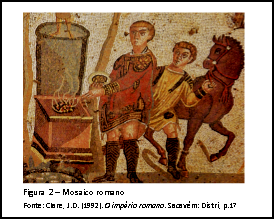 Figura 2 – Mosaico romano
Fonte: Clare, J.D. (1992). O império romano. Sacavém: Distri, p.17